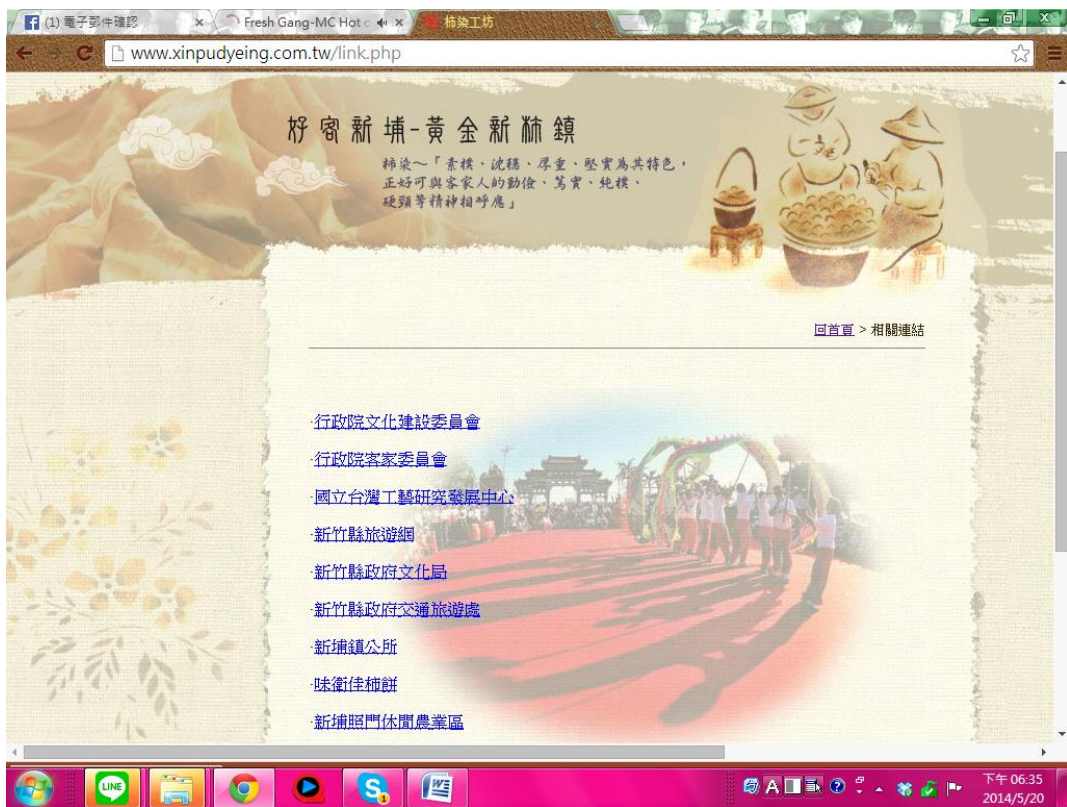 (1) 電子郵件確認
Fresh Gang-MC Hot c
柿染工坊
www.xinpudyeing.com.tw/link.php
好客新埔-黃金新柿鎮
柿染～「素樸、沈穩、厚重、堅實為其特色，
正好可與客家人的勤儉、篤實、純樸、
硬頸等精神相呼應」
回首頁 > 相關連結
·行政院文化建設委員會
·行政院客家委員會
·國立台灣工藝研究發展中心
·新竹縣旅遊網
·新竹縣政府文化局
·新竹縣政府交通旅遊處
·新埔鎮公所
·味衛佳柿餅
·新埔照門休閒農業區
LINE
A
下午 06:35
2014/5/20